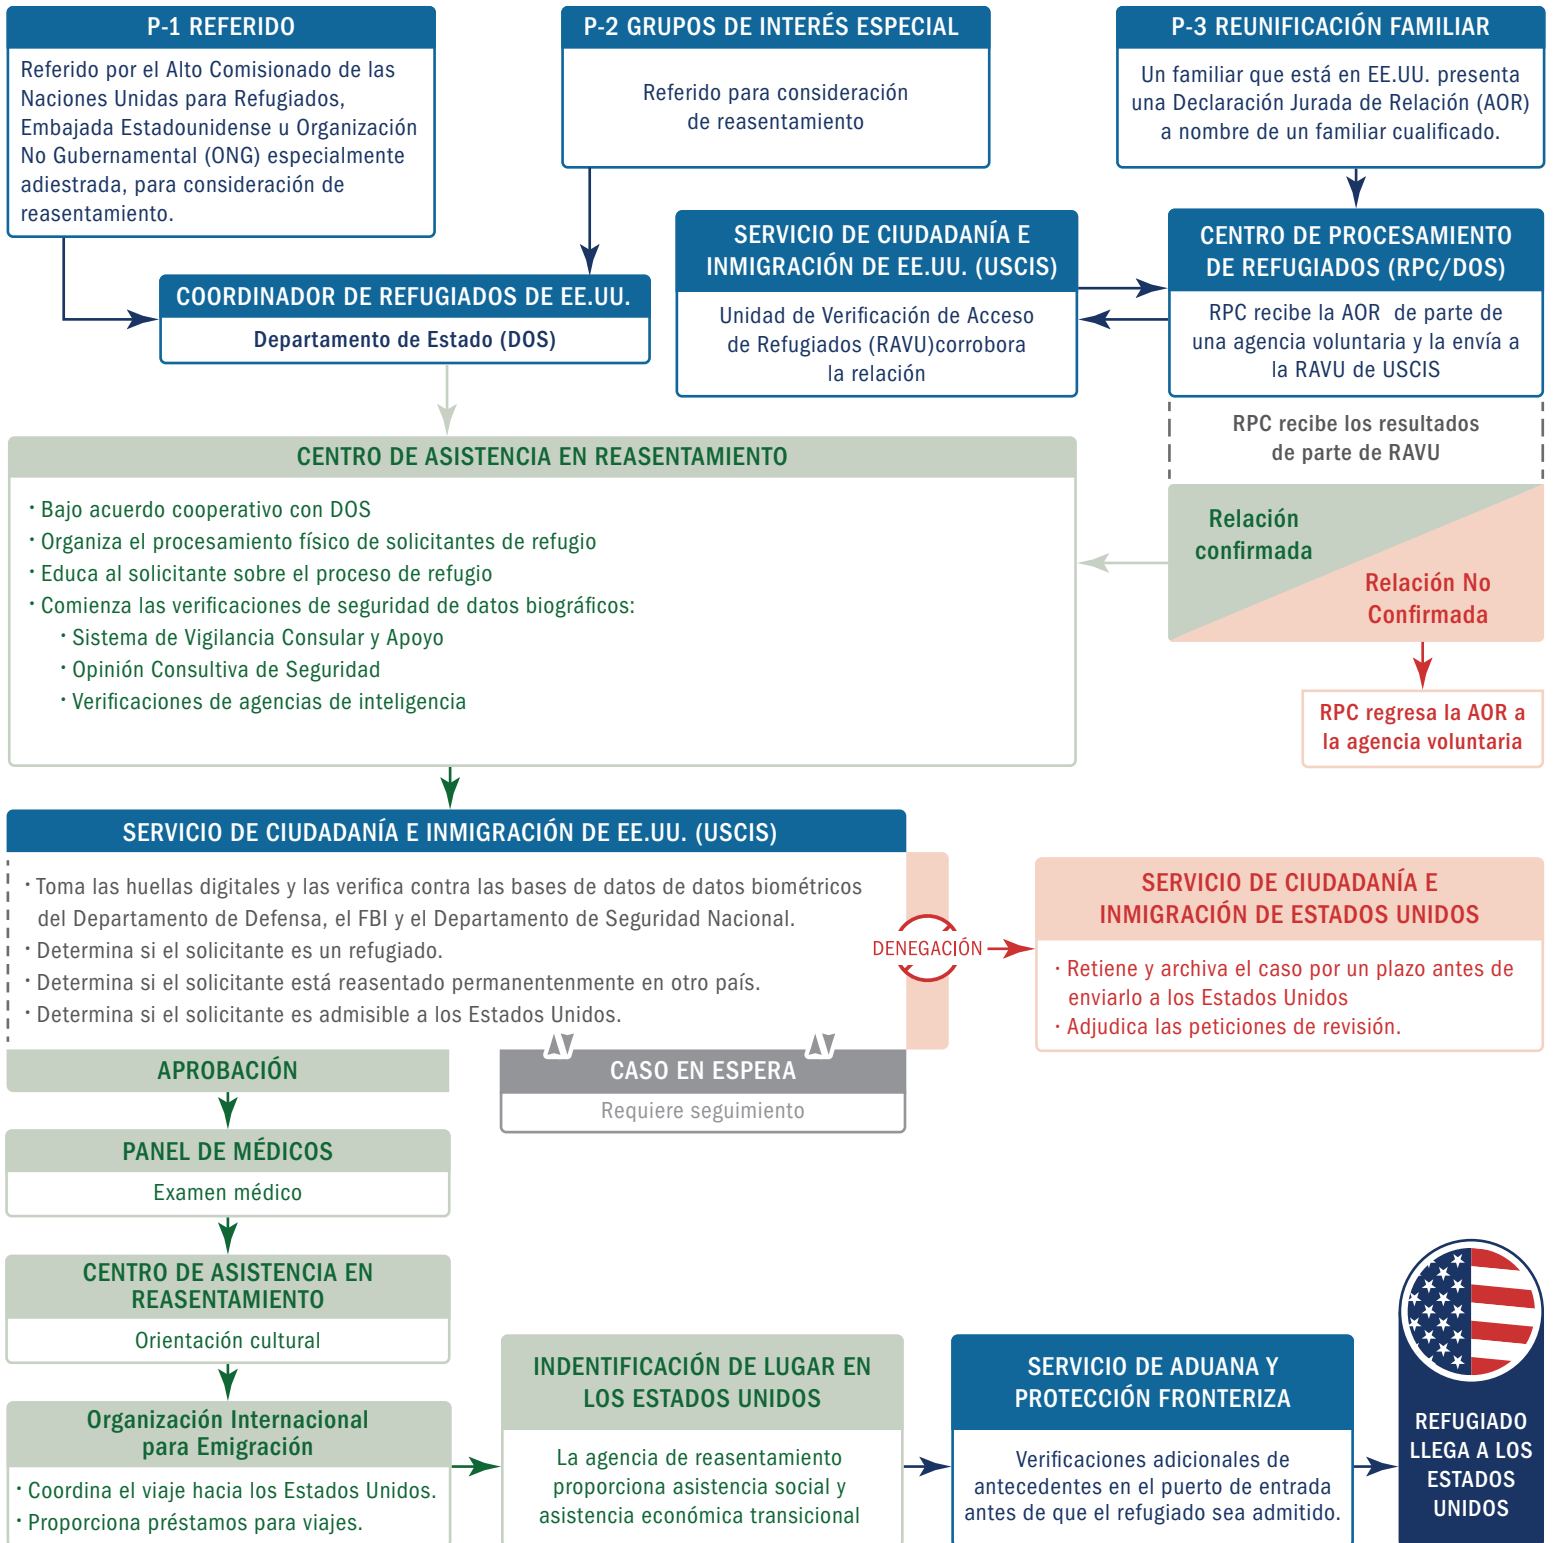 P-1 REFERIDO
Referido por el Alto Comisionado de las
Naciones Unidas para Refugiados,
Embajada Estadounidense u Organización
No Gubernamental (ONG) especialmente
adiestrada, para consideración de
reasentamiento.
P-2 GRUPOS DE INTERÉS ESPECIAL
Referido para consideración
de reasentamiento
P-3 REUNIFICACIÓN FAMILIAR
Un familiar que está en EE.UU. presenta
una Declaración Jurada de Relación (AOR)
a nombre de un familiar cualificado.
COORDINADOR DE REFUGIADOS DE EE.UU.
Departamento de Estado (DOS)
SERVICIO DE CIUDADANÍA E
INMIGRACIÓN DE EE.UU. (USCIS)
Unidad de Verificación de Acceso
de Refugiados (RAVU)corrobora
la relación
CENTRO DE PROCESAMIENTO
DE REFUGIADOS (RPC/DOS)
RPC recibe la AOR de parte de
una agencia voluntaria y la envía a
la RAVU de USCIS
RPC recibe los resultados
de parte de RAVU
Relación
confirmada
Relación No
Confirmada
RPC regresa la AOR a
la agencia voluntaria
CENTRO DE ASISTENCIA EN REASENTAMIENTO
· Bajo acuerdo cooperativo con DOS
· Organiza el procesamiento físico de solicitantes de refugio
· Educa al solicitante sobre el proceso de refugio
· Comienza las verificaciones de seguridad de datos biográficos:
· Sistema de Vigilancia Consular y Apoyo
· Opinión Consultiva de Seguridad
· Verificaciones de agencias de inteligencia
SERVICIO DE CIUDADANÍA E INMIGRACIÓN DE EE.UU. (USCIS)
· Toma las huellas digitales y las verifica contra las bases de datos de datos biométricos
del Departamento de Defensa, el FBI y el Departamento de Seguridad Nacional.
· Determina si el solicitante es un refugiado.
· Determina si el solicitante está reasentado permanentenmente en otro país.
· Determina si el solicitante es admisible a los Estados Unidos.
DENEGACIÓN
SERVICIO DE CIUDADANÍA E
INMIGRACIÓN DE ESTADOS UNIDOS
· Retiene y archiva el caso por un plazo antes de
enviarlo a los Estados Unidos
· Adjudica las peticiones de revisión.
APROBACIÓN
CASO EN ESPERA
Requiere seguimiento
PANEL DE MÉDICOS
Examen médico
CENTRO DE ASISTENCIA EN
REASENTAMIENTO
Orientación cultural
Organización Internacional
para Emigración
· Coordina el viaje hacia los Estados Unidos.
· Proporciona préstamos para viajes.
INDENTIFICACIÓN DE LUGAR EN
LOS ESTADOS UNIDOS
La agencia de reasentamiento
proporciona asistencia social y
asistencia económica transicional
SERVICIO DE ADUANA Y
PROTECCIÓN FRONTERIZA
Verificaciones adicionales de
antecedentes en el puerto de entrada
antes de que el refugiado sea admitido.
REFUGIADO
LLEGA A LOS
ESTADOS
UNIDOS